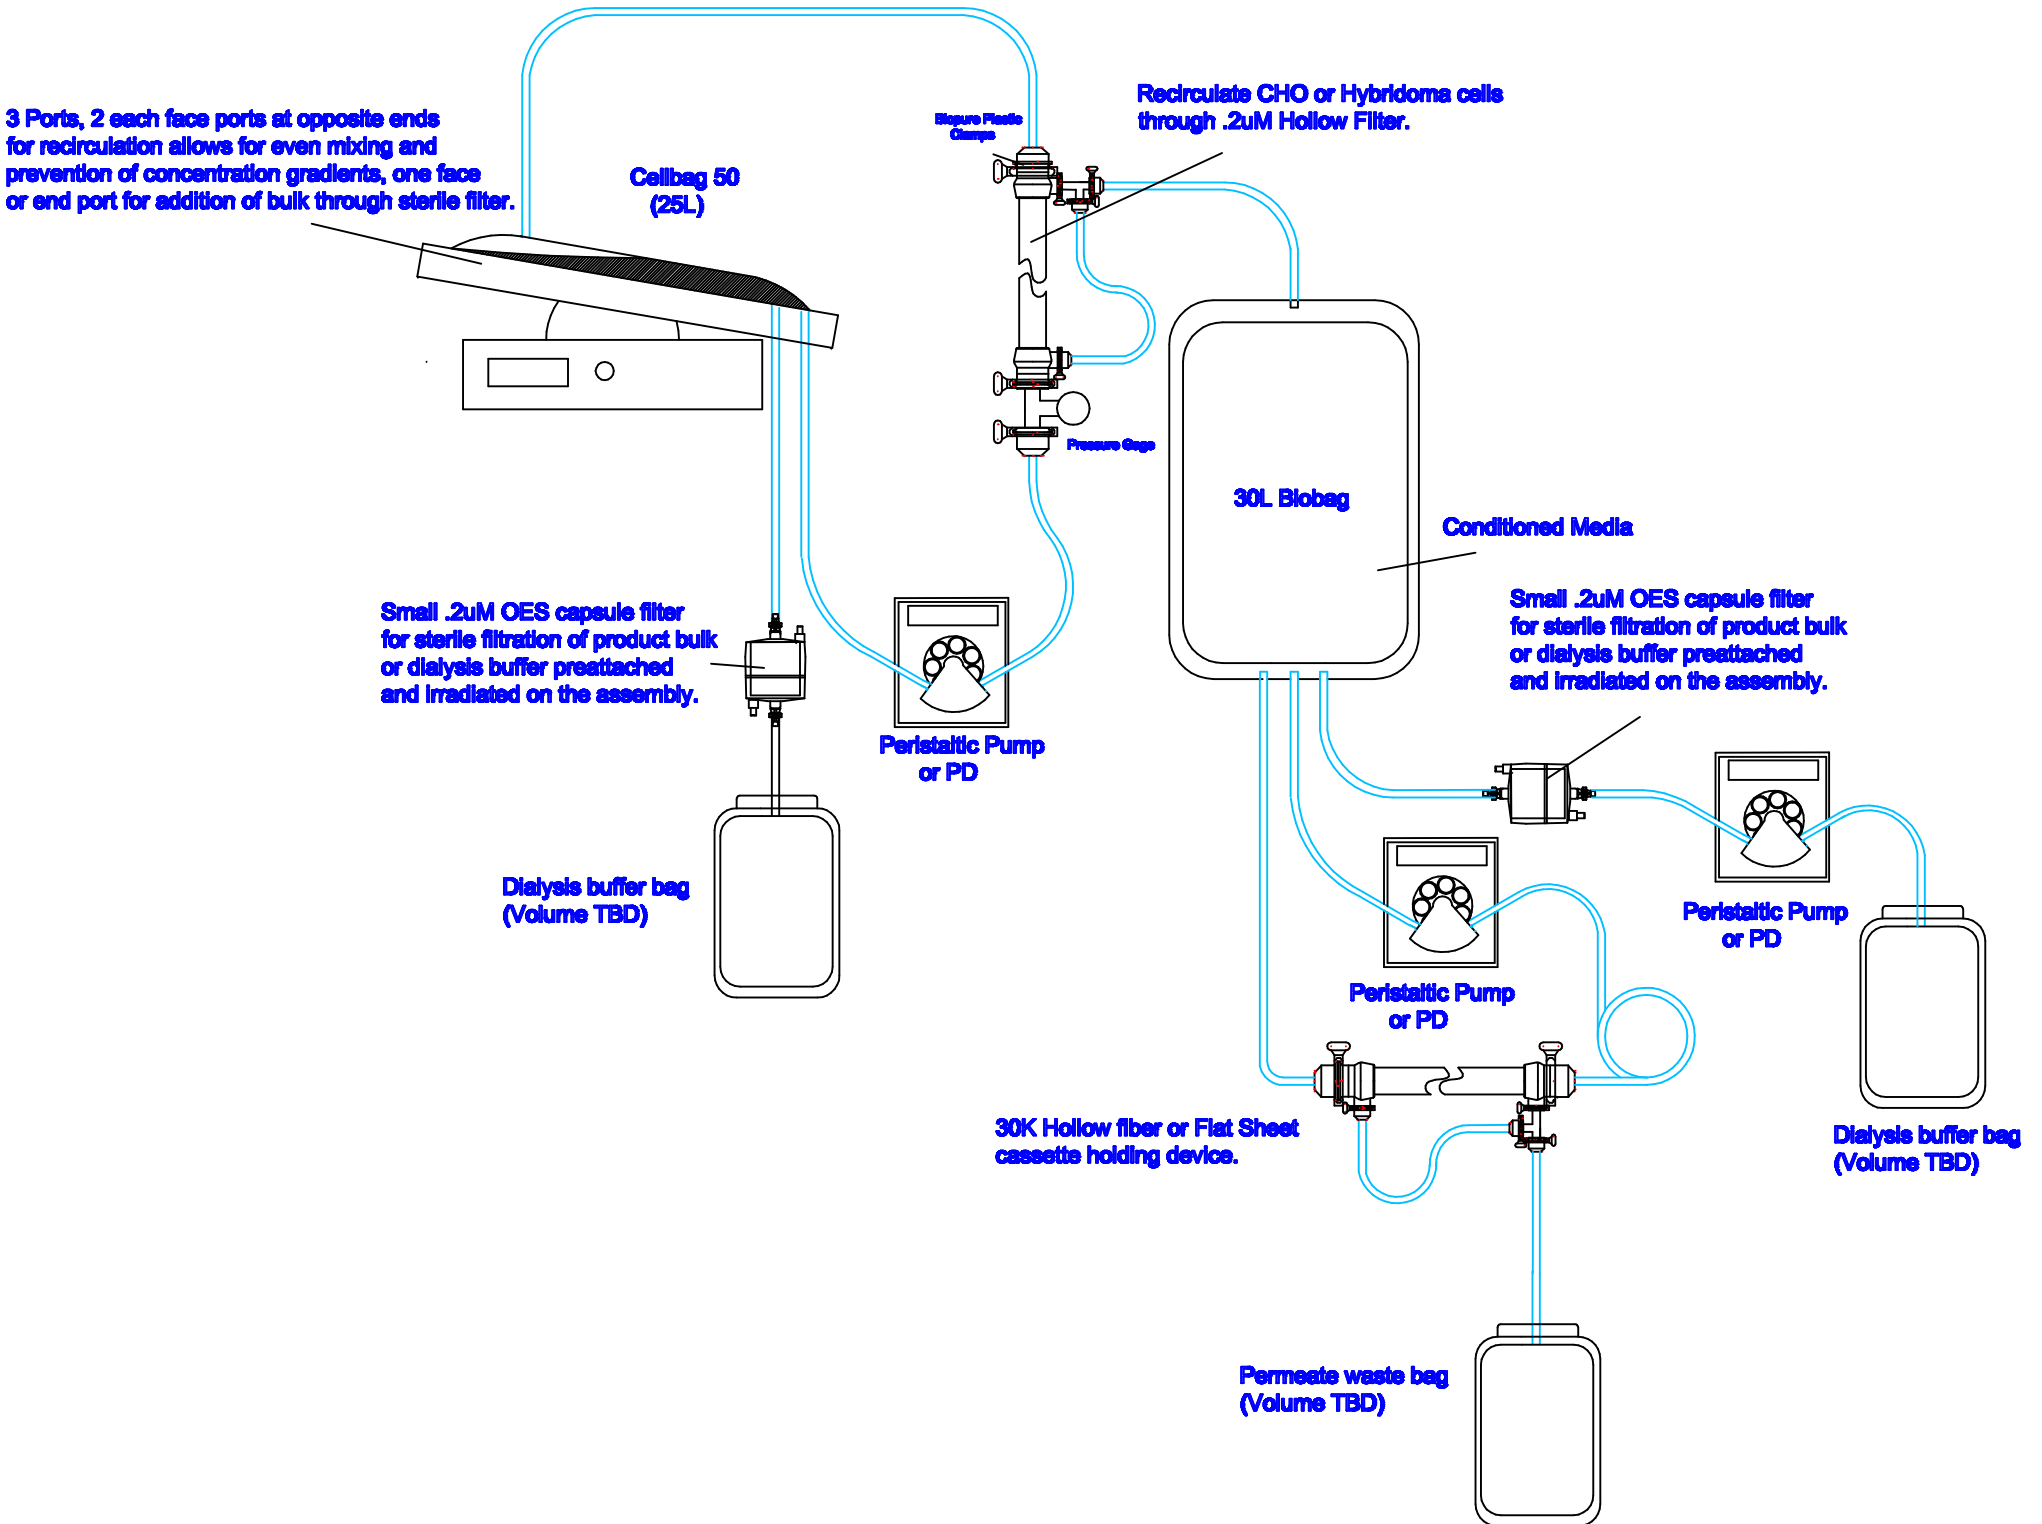 Recirculate CHO or Hybridoma cells
through .2uM Hollow Filter.
3 Ports, 2 each face ports at opposite ends
for recirculation allows for even mixing and
prevention of concentration gradients, one face
or end port for addition of bulk through sterile filter.
Biopure Plastic
Clamps
Cellbag 50
(25L)
Pressure Gage
30L Biobag
Conditioned Media
Small .2uM OES capsule filter
for sterile filtration of product bulk
or dialysis buffer preattached
and irradiated on the assembly.
Small .2uM OES capsule filter
for sterile filtration of product bulk
or dialysis buffer preattached
and irradiated on the assembly.
Peristaltic Pump
or PD
Dialysis buffer bag
(Volume TBD)
Peristaltic Pump
or PD
Peristaltic Pump
or PD
30K Hollow fiber or Flat Sheet
cassette holding device.
Dialysis buffer bag
(Volume TBD)
Permeate waste bag
(Volume TBD)